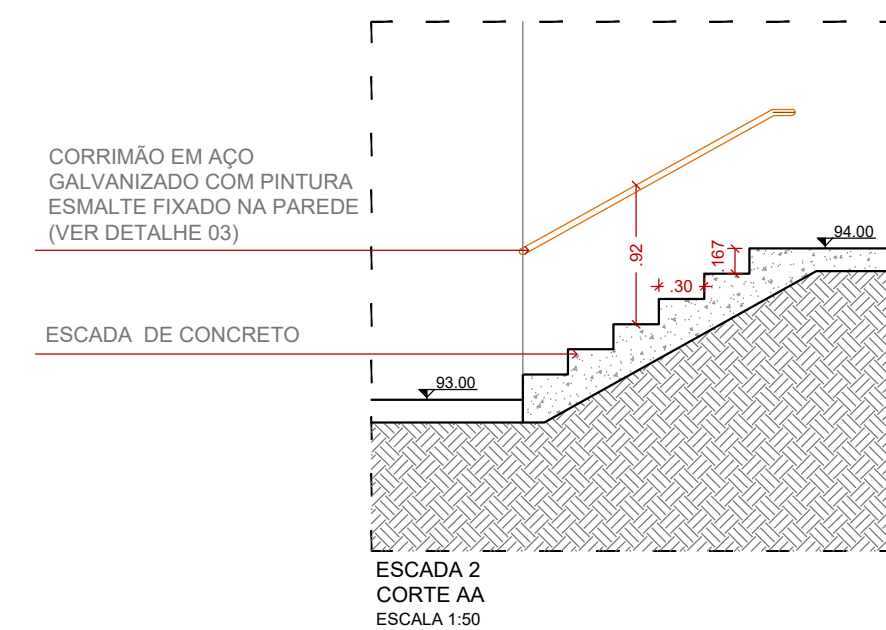 CORRIMÃO EM AÇO
GALVANIZADO COM PINTURA
ESMALTE FIXADO NA PAREDE
(VER DETALHE 03)
ESCADA DE CONCRETO
93.00
.92
.30
.167
94.00
ESCADA 2
CORTE AA
ESCALA 1:50